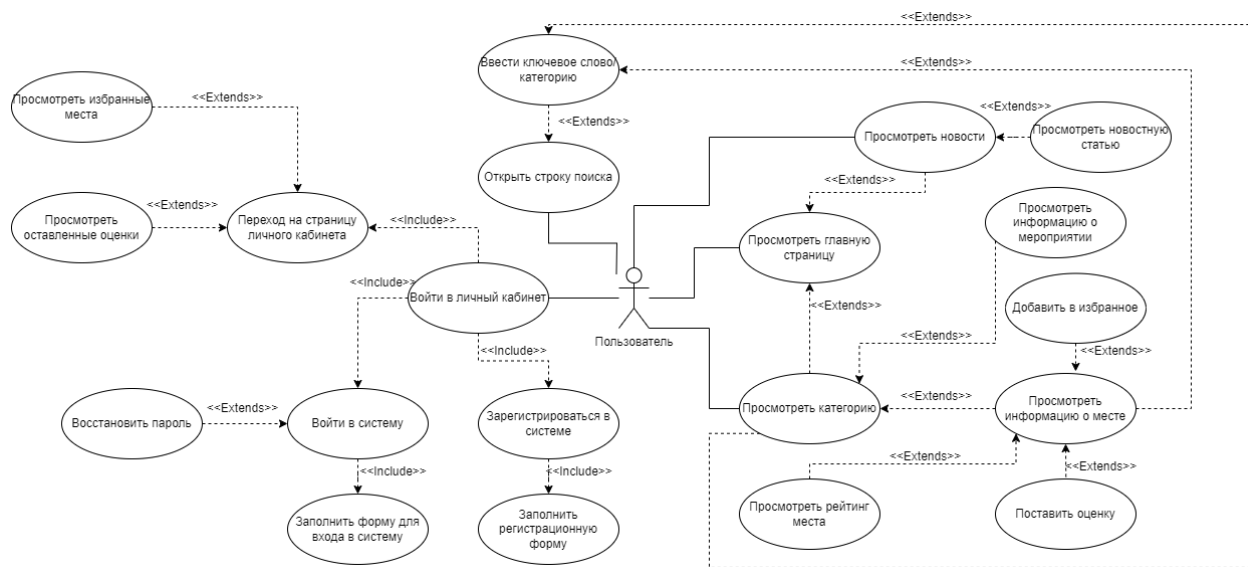 <<Extends>>
Ввести ключевое слово/
категорию
<<Extends>>
Просмотреть избранные
места
<<Extends>>
<<Extends>>
Просмотреть новости
<<Extends>>
Просмотреть новостную
статью
Открыть строку поиска
<<Extends>>
Просмотреть
оставленные оценки
<<Extends>>
Переход на страницу
личного кабинета
<<Include>>
Просмотреть главную
страницу
Просмотреть
информацию о
мероприятии
<<Include>>
Войти в личный кабинет
Пользователь
<<Extends>>
Добавить в избранное
<<Include>>
<<Extends>>
<<Extends>>
Восстановить пароль
<<Extends>>
Войти в систему
Зарегистрироваться в
системе
Просмотреть категорию
<<Extends>>
Просмотреть
информацию о месте
<<Include>>
<<Include>>
<<Extends>>
<<Extends>>
Заполнить форму для
входа в систему
Заполнить
регистрационную
форму
Просмотреть рейтинг
места
Поставить оценку